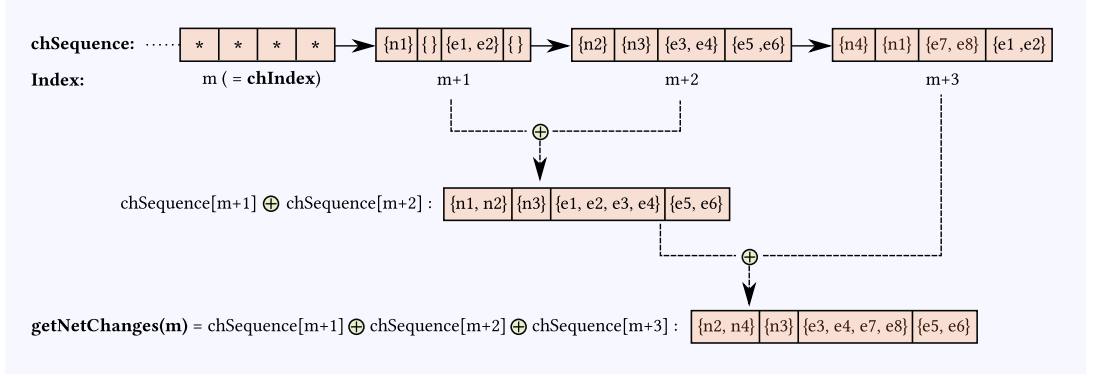 chSequence: ...... * * * * {n1} { } {e1, e2} { } {n2} {n3} {e3, e4} {e5 ,e6} {n4} {n1} {e7, e8} {e1 ,e2}
Index: m ( = chIndex) m+1 m+2 m+3
⊕
chSequence[m+1] ⊕ chSequence[m+2] : {n1, n2} {n3} {e1, e2, e3, e4} {e5, e6}
⊕
getNetChanges(m) = chSequence[m+1] ⊕ chSequence[m+2] ⊕ chSequence[m+3] : {n2, n4} {n3} {e3, e4, e7, e8} {e5, e6}